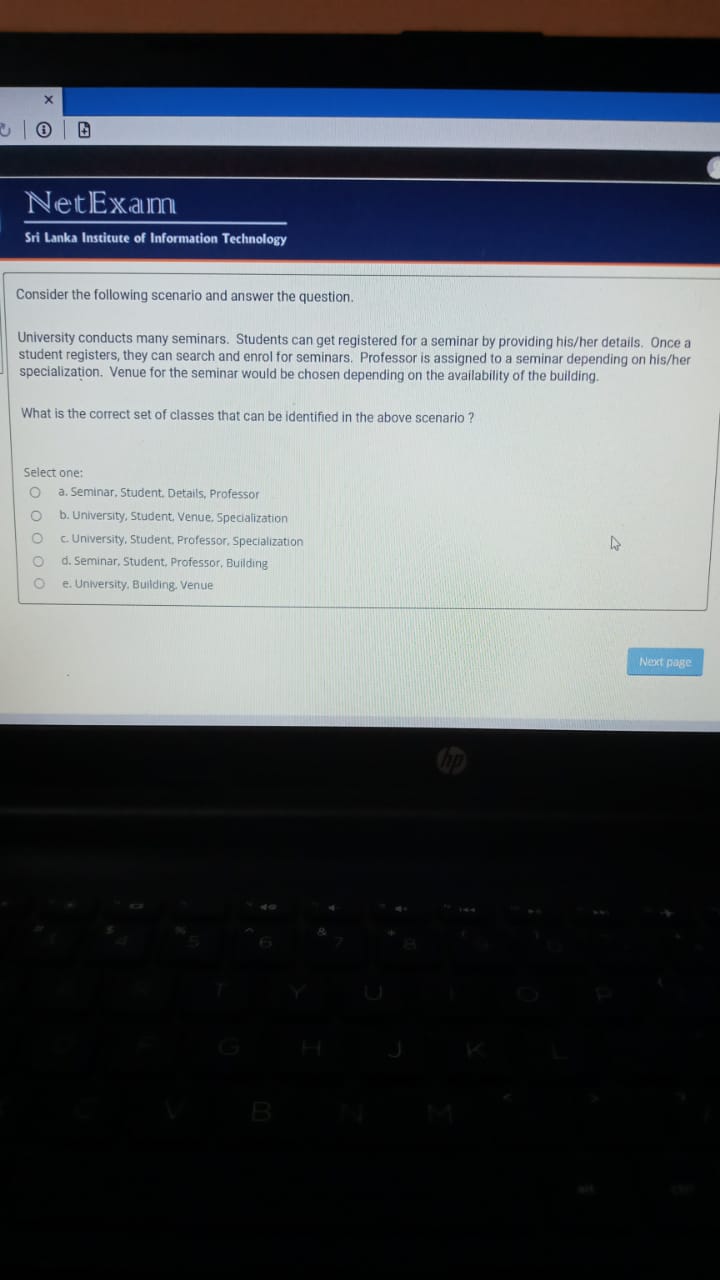 NetExam
Sri Lanka Institute of Information Technology
Consider the following scenario and answer the question.
University conducts many seminars. Students can get registered for a seminar by providing his/her details. Once a
student registers, they can search and enrol for seminars. Professor is assigned to a seminar depending on his/her
specialization. Venue for the seminar would be chosen depending on the availability of the building.
What is the correct set of classes that can be identified in the above scenario ?
Select one:
a. Seminar, Student, Details, Professor
b. University, Student, Venue, Specialization
c. University, Student, Professor, Specialization
d. Seminar, Student, Professor, Building
e. University, Building, Venue
Next page
hp
$ 4 % 5 ^ 6 & 7 * 8
T Y U I O P
G H J K L
C V B N M